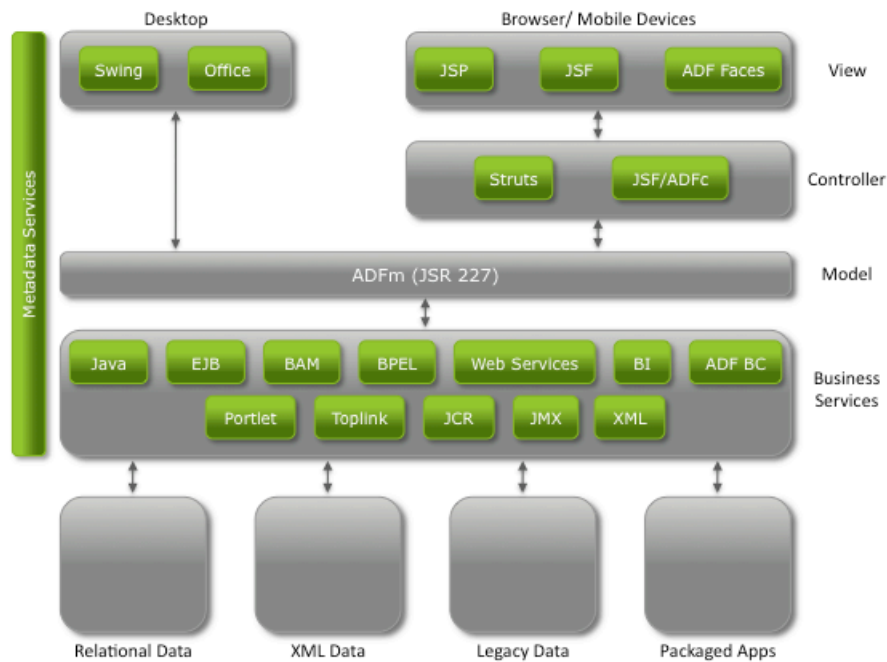 Desktop
Browser/ Mobile Devices
Swing
Office
JSP
JSF
ADF Faces
View
Struts
JSF/ADFc
Controller
Metadata Services
ADFm (JSR 227)
Model
Java
EJB
BAM
BPEL
Web Services
BI
ADF BC
Business
Services
Portlet
Toplink
JCR
JMX
XML
Relational Data
XML Data
Legacy Data
Packaged Apps